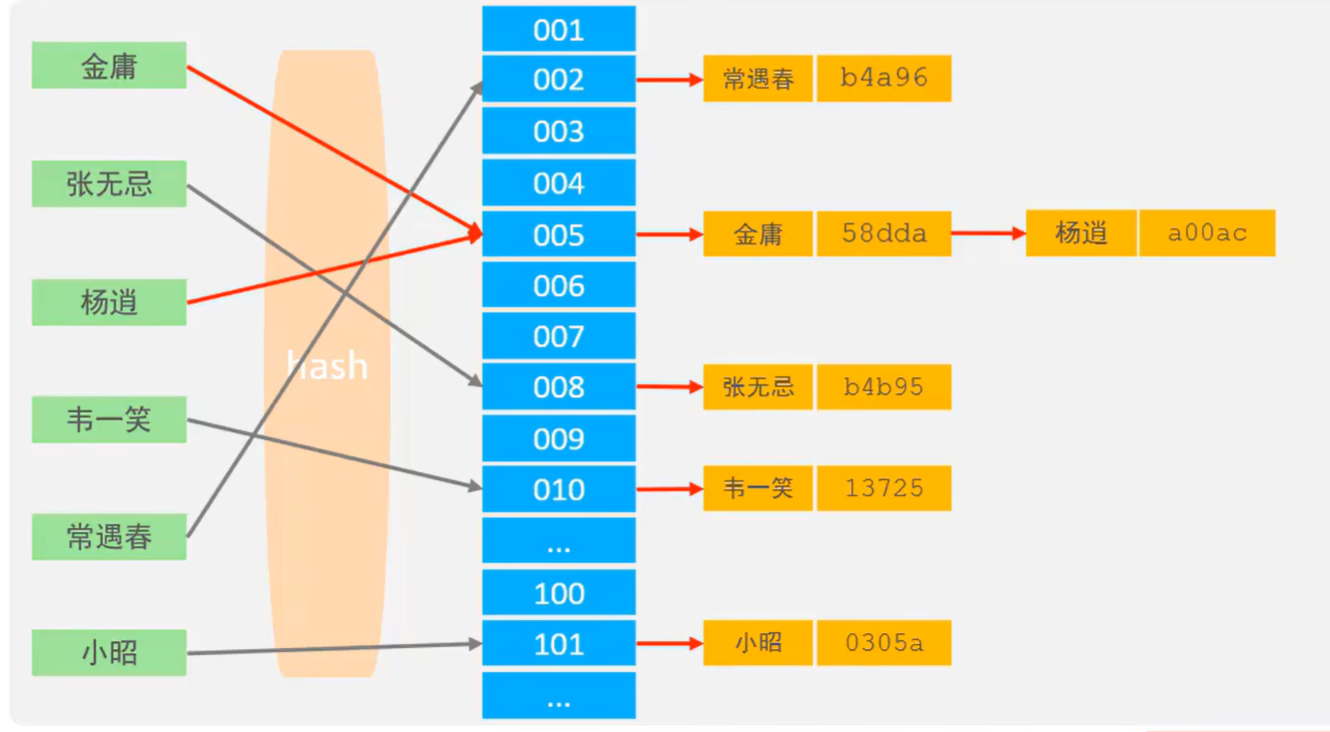 金庸
张无忌
杨逍
韦一笑
常遇春
小昭
hash
001
002
003
004
005
006
007
008
009
010
...
100
101
...
常遇春 b4a96
金庸 58dda 杨逍 a00ac
张无忌 b4b95
韦一笑 13725
小昭 0305a